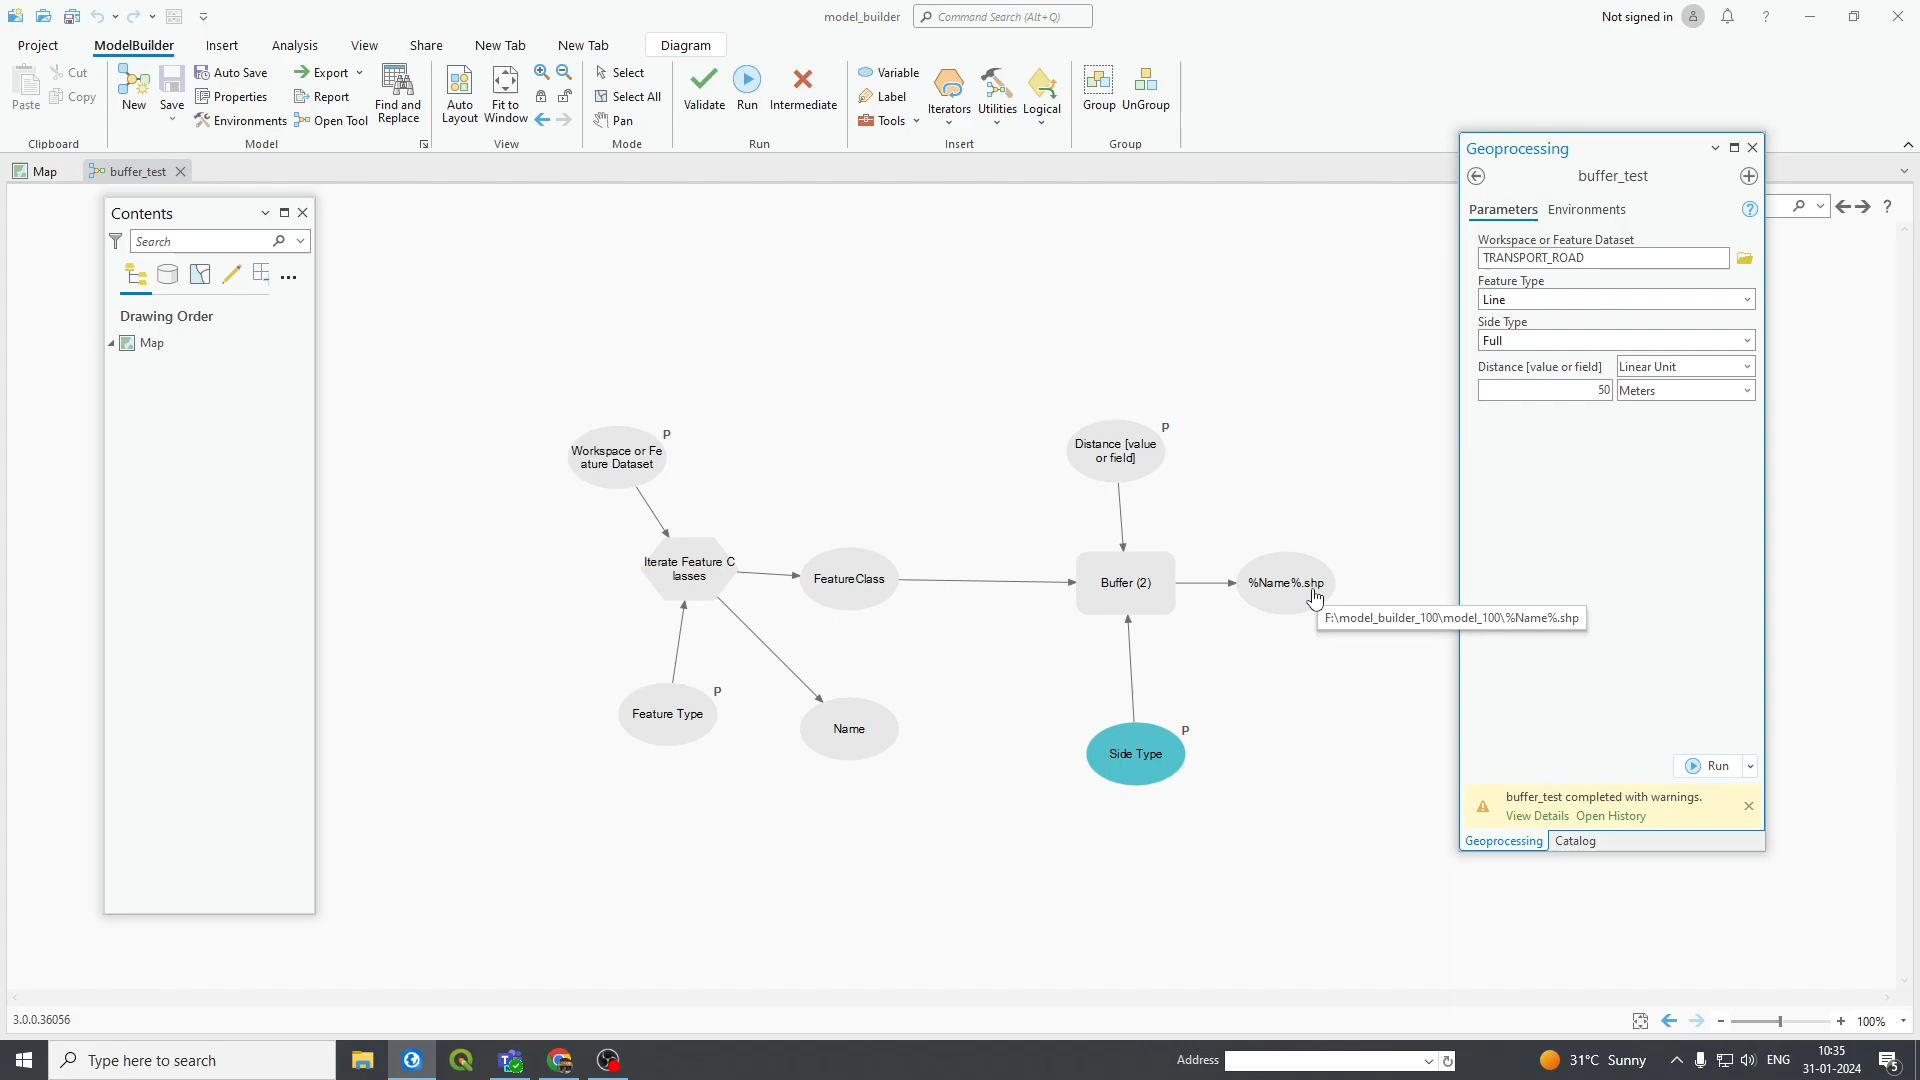 model_builder
Command Search (Alt+Q)
Not signed in
Project
ModelBuilder
Insert
Analysis
View
Share
New Tab
New Tab
Diagram
Paste
Cut
Copy
Clipboard
New
Save
Auto Save
Properties
Environments
Export
Report
Open Tool
Find and
Replace
Model
Auto
Layout
Fit to
Window
View
Select
Select All
Pan
Mode
Validate
Run
Intermediate
Run
Variable
Label
Tools
Iterators
Utilities
Logical
Insert
Group
UnGroup
Group
Map
buffer_test
Contents
Search
Drawing Order
Map
Workspace or Fe
ature Dataset
P
Distance [value
or field]
P
Iterate Feature C
lasses
FeatureClass
Buffer (2)
%Name%.shp
F:\model_builder_100\model_100\%Name%.shp
Feature Type
P
Name
Side Type
P
Geoprocessing
buffer_test
Parameters
Environments
Workspace or Feature Dataset
TRANSPORT_ROAD
Feature Type
Line
Side Type
Full
Distance [value or field]
Linear Unit
50
Meters
Run
buffer_test completed with warnings.
View Details Open History
Geoprocessing
Catalog
3.0.0.36056
100%
Type here to search
Address
31°C Sunny
ENG
10:35
31-01-2024
5